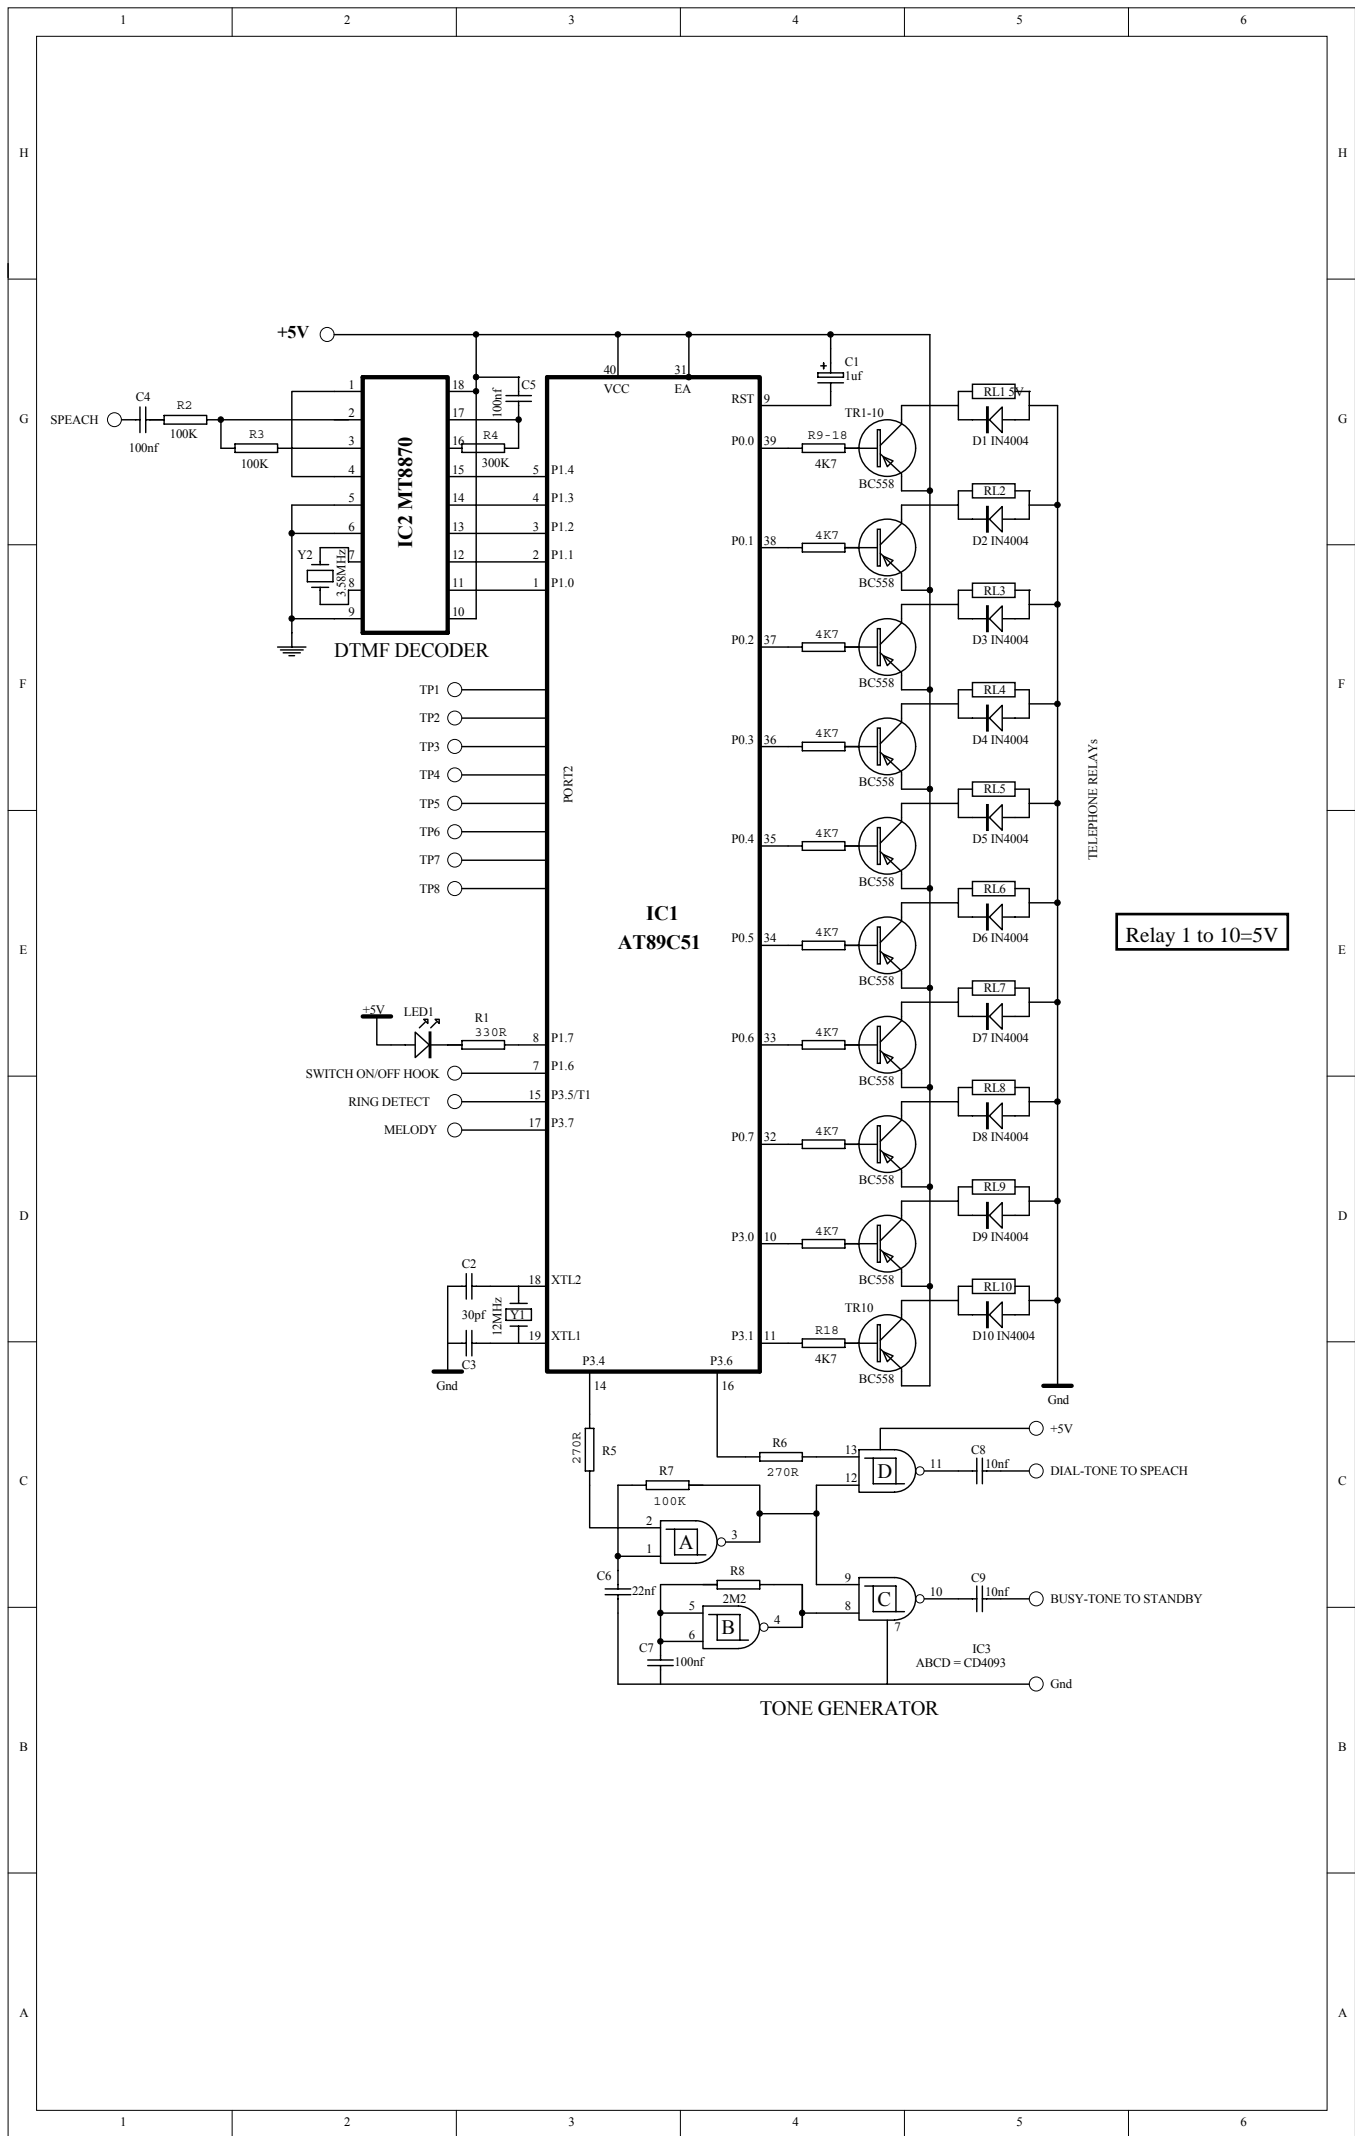 1 2 3 4 5 6
H H
+5V
40 31
VCC EA
C1
+
1uf
RST 9
1 18
2 17
3 16
4 15
5 14
6 13
7 12
8 11
9 10
IC2 MT8870
C5
100nf
R4
300K
G G
SPEACH
C4
100nf
R2
100K
R3
100K
Y2
3.58MHz
DTMF DECODER
5 P1.4
4 P1.3
3 P1.2
2 P1.1
1 P1.0
TR1-10
P0.0 39 R9-18
4K7
BC558
RL1 5V
D1 IN4004
P0.1 38 4K7
BC558
RL2
D2 IN4004
P0.2 37 4K7
BC558
RL3
D3 IN4004
F F
TP1
TP2
TP3
TP4
TP5
TP6
TP7
TP8
PORT2
P0.3 36 4K7
BC558
RL4
D4 IN4004
TELEPHONE RELAYs
P0.4 35 4K7
BC558
RL5
D5 IN4004
IC1
AT89C51
E E
P0.5 34 4K7
BC558
RL6
D6 IN4004
Relay 1 to 10=5V
P0.6 33 4K7
BC558
RL7
D7 IN4004
+5V
LED1
R1
330R
8 P1.7
SWITCH ON/OFF HOOK 7 P1.6
RING DETECT 15 P3.5/T1
MELODY 17 P3.7
P0.7 32 4K7
BC558
RL8
D8 IN4004
D D
P3.0 10 4K7
BC558
RL9
D9 IN4004
C2
30pf
C3
12MHz
Y1
18 XTL2
19 XTL1
Gnd
TR10
P3.1 11 R18
4K7
BC558
RL10
D10 IN4004
Gnd
P3.4 P3.6
14 16
C C
270R
R5
R6
270R
+5V
13
12
D
11
C8
10nf
DIAL-TONE TO SPEACH
R7
100K
2
1
A
3
C6
22nf
R8
2M2
5
6
B
4
C7
100nf
9
8
C
10
7
C9
10nf
BUSY-TONE TO STANDBY
IC3
ABCD = CD4093
Gnd
TONE GENERATOR
B B
A A
1 2 3 4 5 6